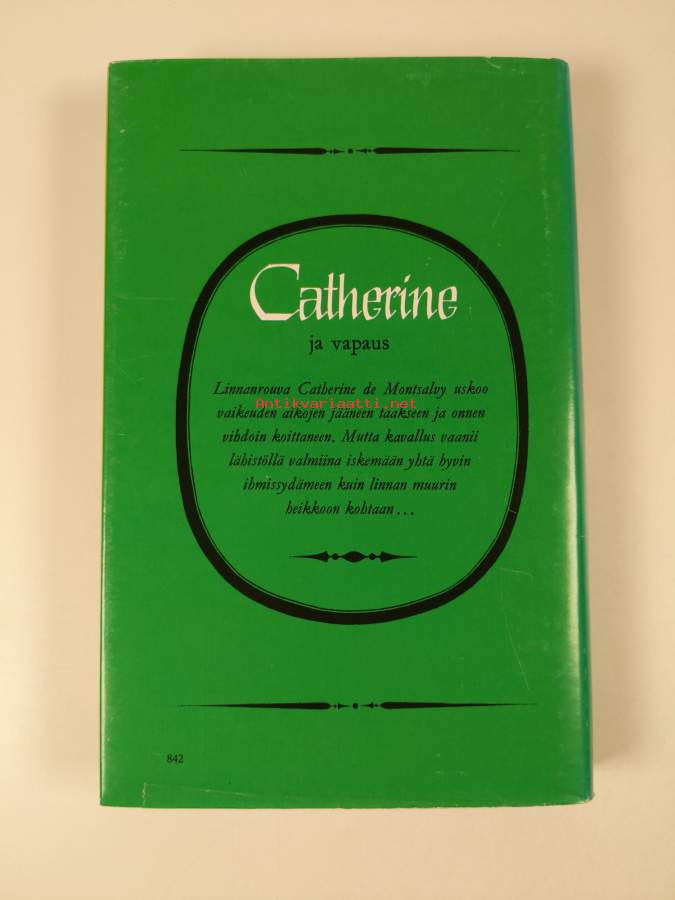 Catherine
ja vapaus
Linnanrouva Catherine de Montsalvy uskoo
Antikvariaatti.net
vaikeuden aikojen jääneen taakseen ja onnen
vihdoin koittaneen. Mutta kavallus vaanii
lähistöllä valmiina iskemään yhtä hyvin
ihmissydämeen kuin linnan muurin
heikkoon kohtaan...
842